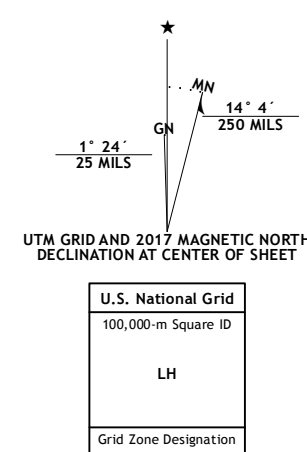 ★
MN
GN
14° 4´
250 MILS
1° 24´
25 MILS
UTM GRID AND 2017 MAGNETIC NORTH
DECLINATION AT CENTER OF SHEET
U.S. National Grid
100,000-m Square ID
LH
Grid Zone Designation